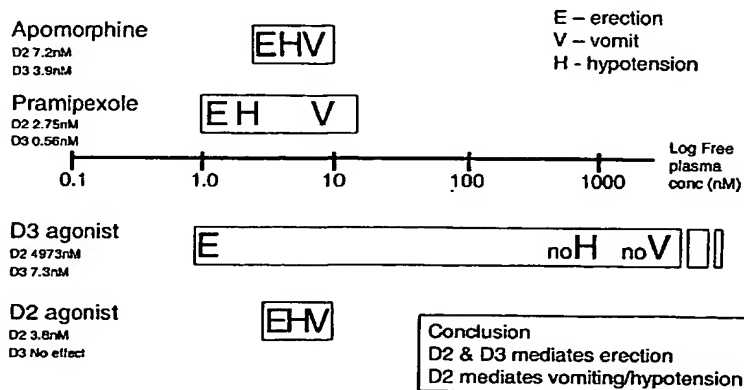 Apomorphine
D2 7.2nM
D3 3.9nM
EHV
E – erection
V – vomit
H - hypotension
Pramipexole
D2 2.75nM
D3 0.56nM
E H V
0.1 1.0 10 100 1000
Log Free
plasma
conc (nM)
D3 agonist
D2 4973nM
D3 7.3nM
E noH noV
D2 agonist
D2 3.8nM
D3 No effect
EHV
Conclusion
D2 & D3 mediates erection
D2 mediates vomiting/hypotension